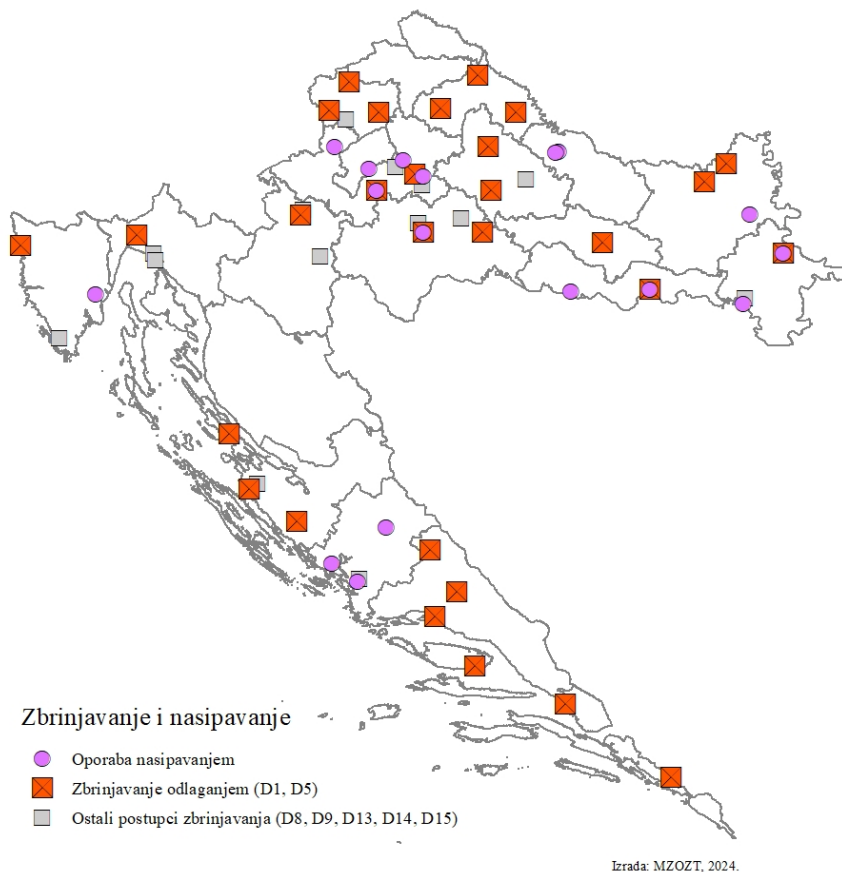 Zbrinjavanje i nasipavanje
Oporaba nasipavanjem
Zbrinjavanje odlaganjem (D1, D5)
Ostali postupci zbrinjavanja (D8, D9, D13, D14, D15)
Izrada: MZOZT, 2024.